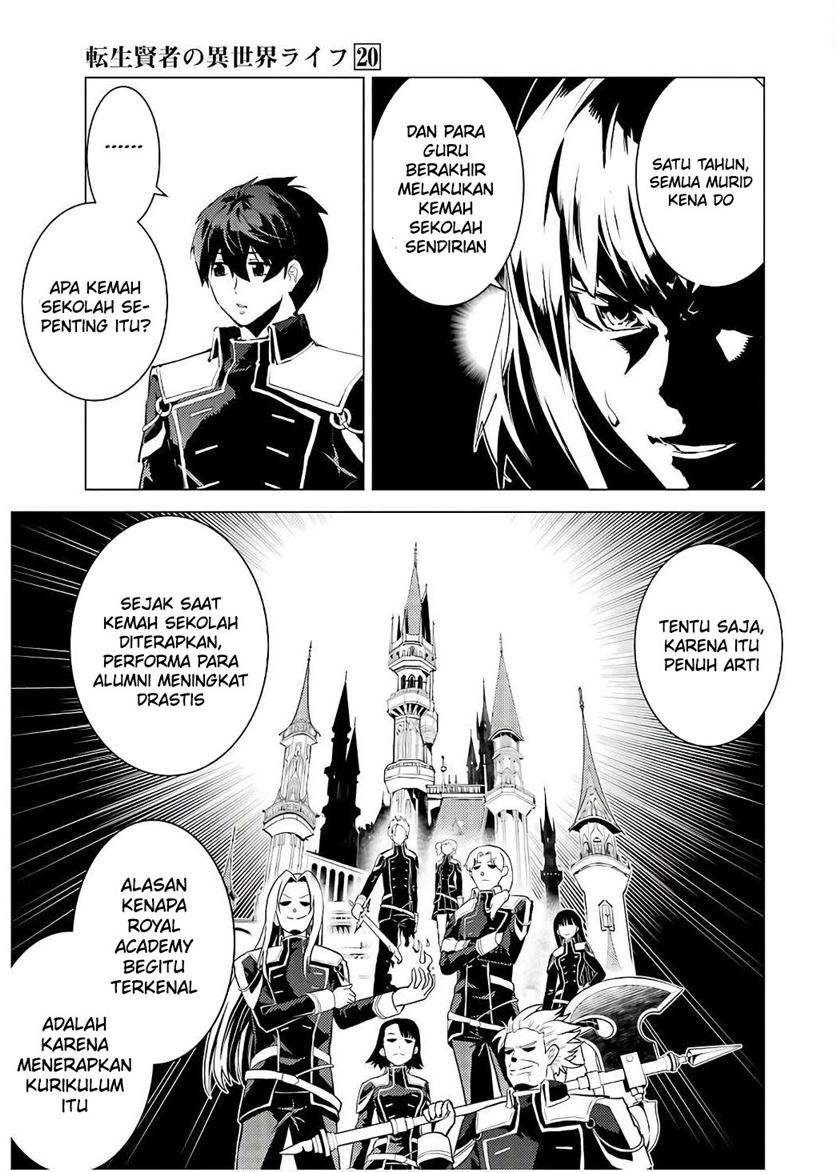 転生賢者の異世界ライフ20
SATU TAHUN,
SEMUA MURID
KENA DO
DAN PARA
GURU
BERAKHIR
MELAKUKAN
KEMAH
SEKOLAH
SENDIRIAN
......
APA KEMAH
SEKOLAH SE-
PENTING ITU?
TENTU SAJA,
KARENA ITU
PENUH ARTI
SEJAK SAAT
KEMAH SEKOLAH
DITERAPKAN,
PERFORMA PARA
ALUMNI MENINGKAT
DRASTIS
ALASAN
KENAPA
ROYAL
ACADEMY
BEGITU
TERKENAL
ADALAH
KARENA
MENERAPKAN
KURIKULUM
ITU